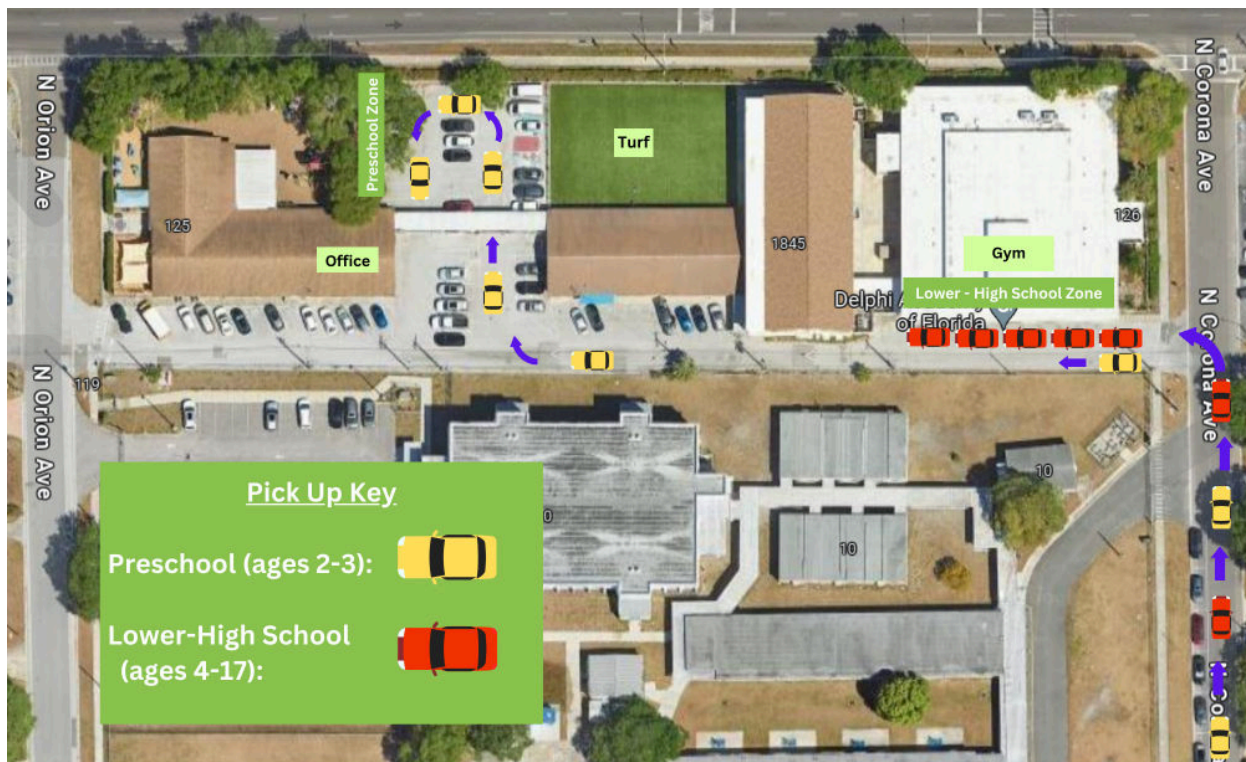 N Orion Ave
Preschool Zone
Turf
N Corona Ave
125
Office
1845
126
Gym
Lower - High School Zone
Delphi A
of Florida
N Corona Ave
N Orion Ave
119
Pick Up Key
Preschool (ages 2-3):
Lower-High School
(ages 4-17):
0
10
10
N Co